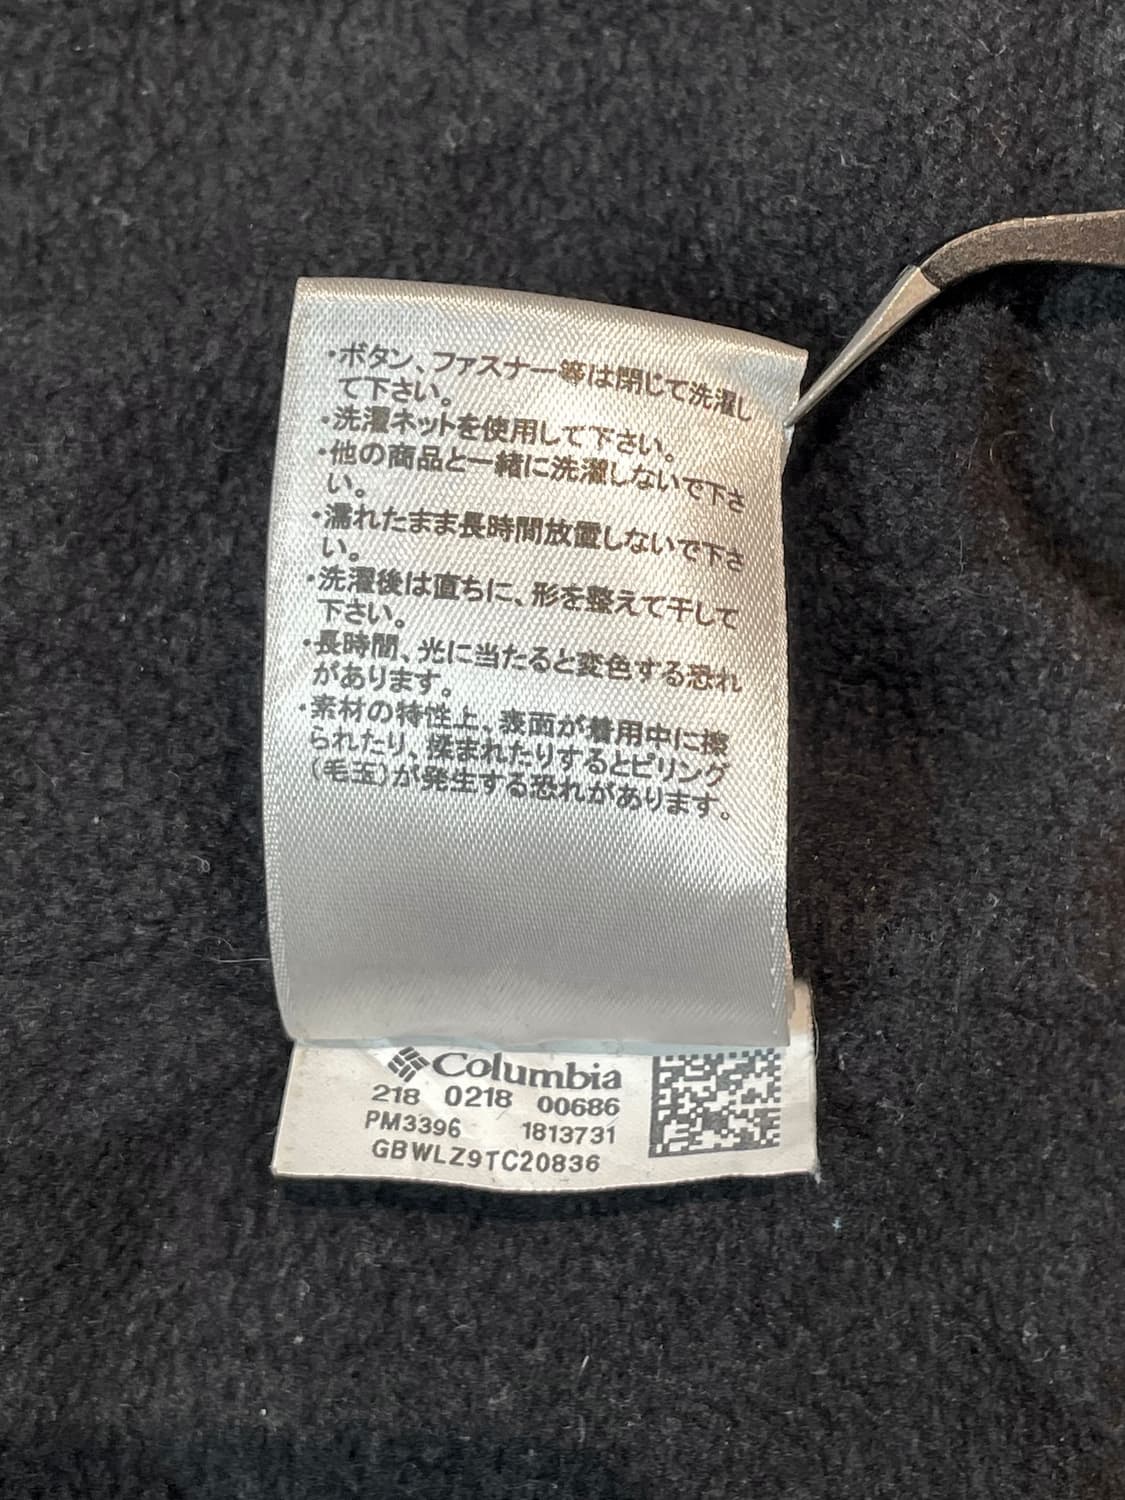 ・ボタン、ファスナー等は閉じて洗濯し
て下さい。
・洗濯ネットを使用して下さい。
・他の商品と一緒に洗濯しないで下さ
い。
・濡れたまま長時間放置しないで下さ
い。
・洗濯後は直ちに、形を整えて干して
下さい。
・長時間、光に当たると変色する恐れ
があります。
・素材の特性上、表面が着用中に擦
られたり、揉まれたりするとピリング
(毛玉)が発生する恐れがあります。
Columbia
218 0218 00686
PM3396 1813731
GBWLZ9TC20836